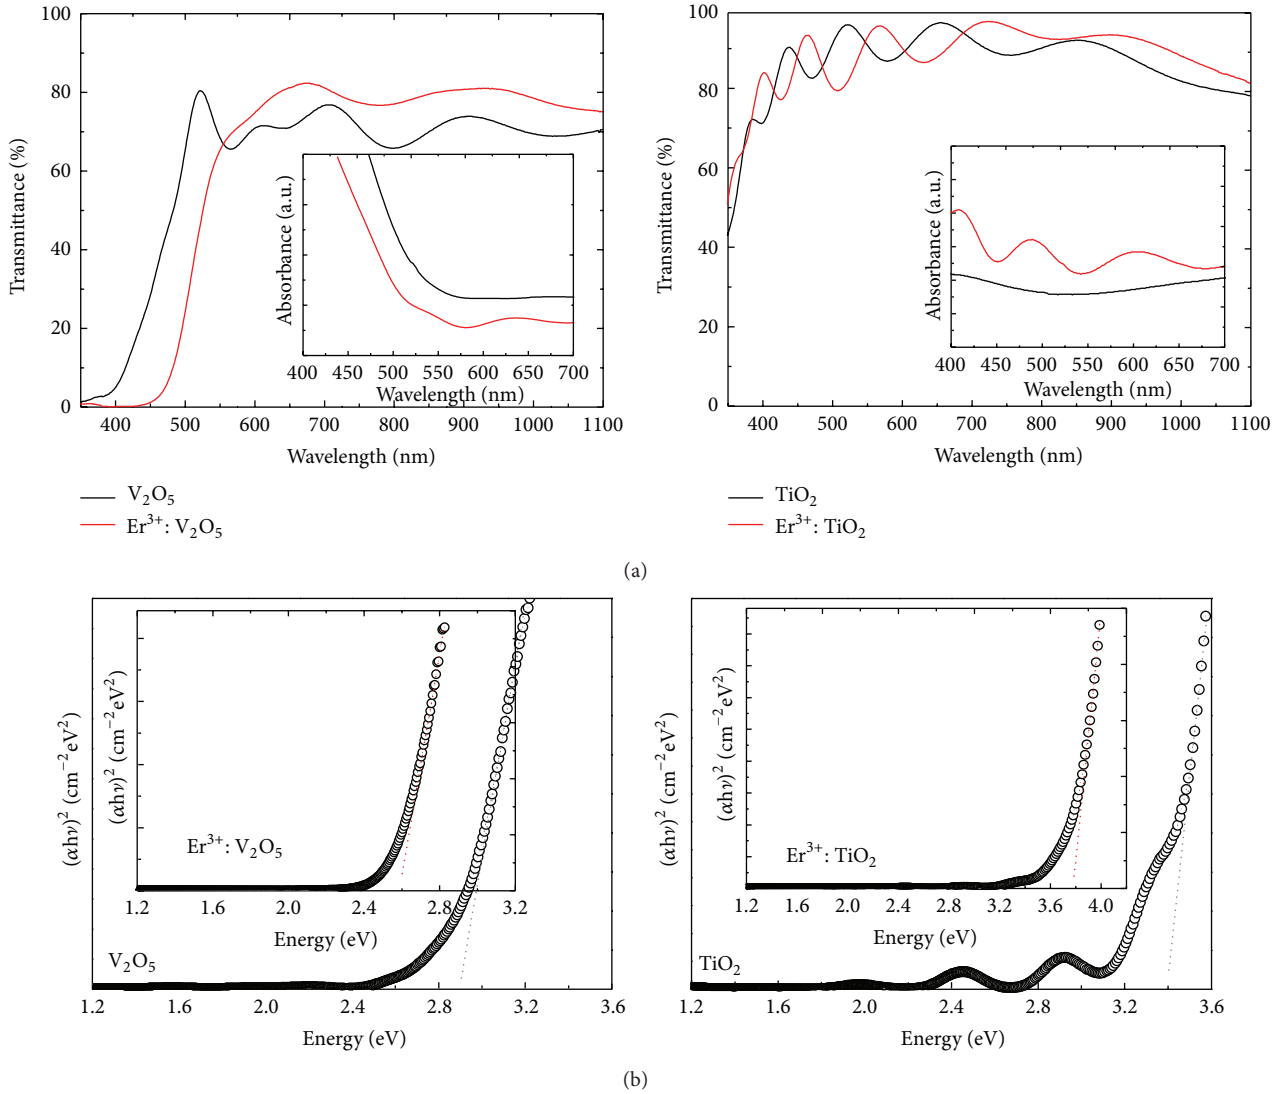 100
80
60
40
20
0
Transmittance (%)
400 500 600 700 800 900 1000 1100
Wavelength (nm)
Absorbance (a.u.)
400 450 500 550 600 650 700
Wavelength (nm)
V₂O₅
Er³⁺: V₂O₅
100
80
60
40
20
0
Transmittance (%)
400 500 600 700 800 900 1000 1100
Wavelength (nm)
Absorbance (a.u.)
400 450 500 550 600 650 700
Wavelength (nm)
TiO₂
Er³⁺: TiO₂
(a)
(αhν)² (cm⁻²eV²)
(αhν)² (cm⁻²eV²)
Er³⁺: V₂O₅
1.2 1.6 2.0 2.4 2.8 3.2
Energy (eV)
V₂O₅
1.2 1.6 2.0 2.4 2.8 3.2 3.6
Energy (eV)
(αhν)² (cm⁻²eV²)
(αhν)² (cm⁻²eV²)
Er³⁺: TiO₂
1.2 1.6 2.0 2.4 2.8 3.2 3.6 4.0
Energy (eV)
TiO₂
1.2 1.6 2.0 2.4 2.8 3.2 3.6
Energy (eV)
(b)